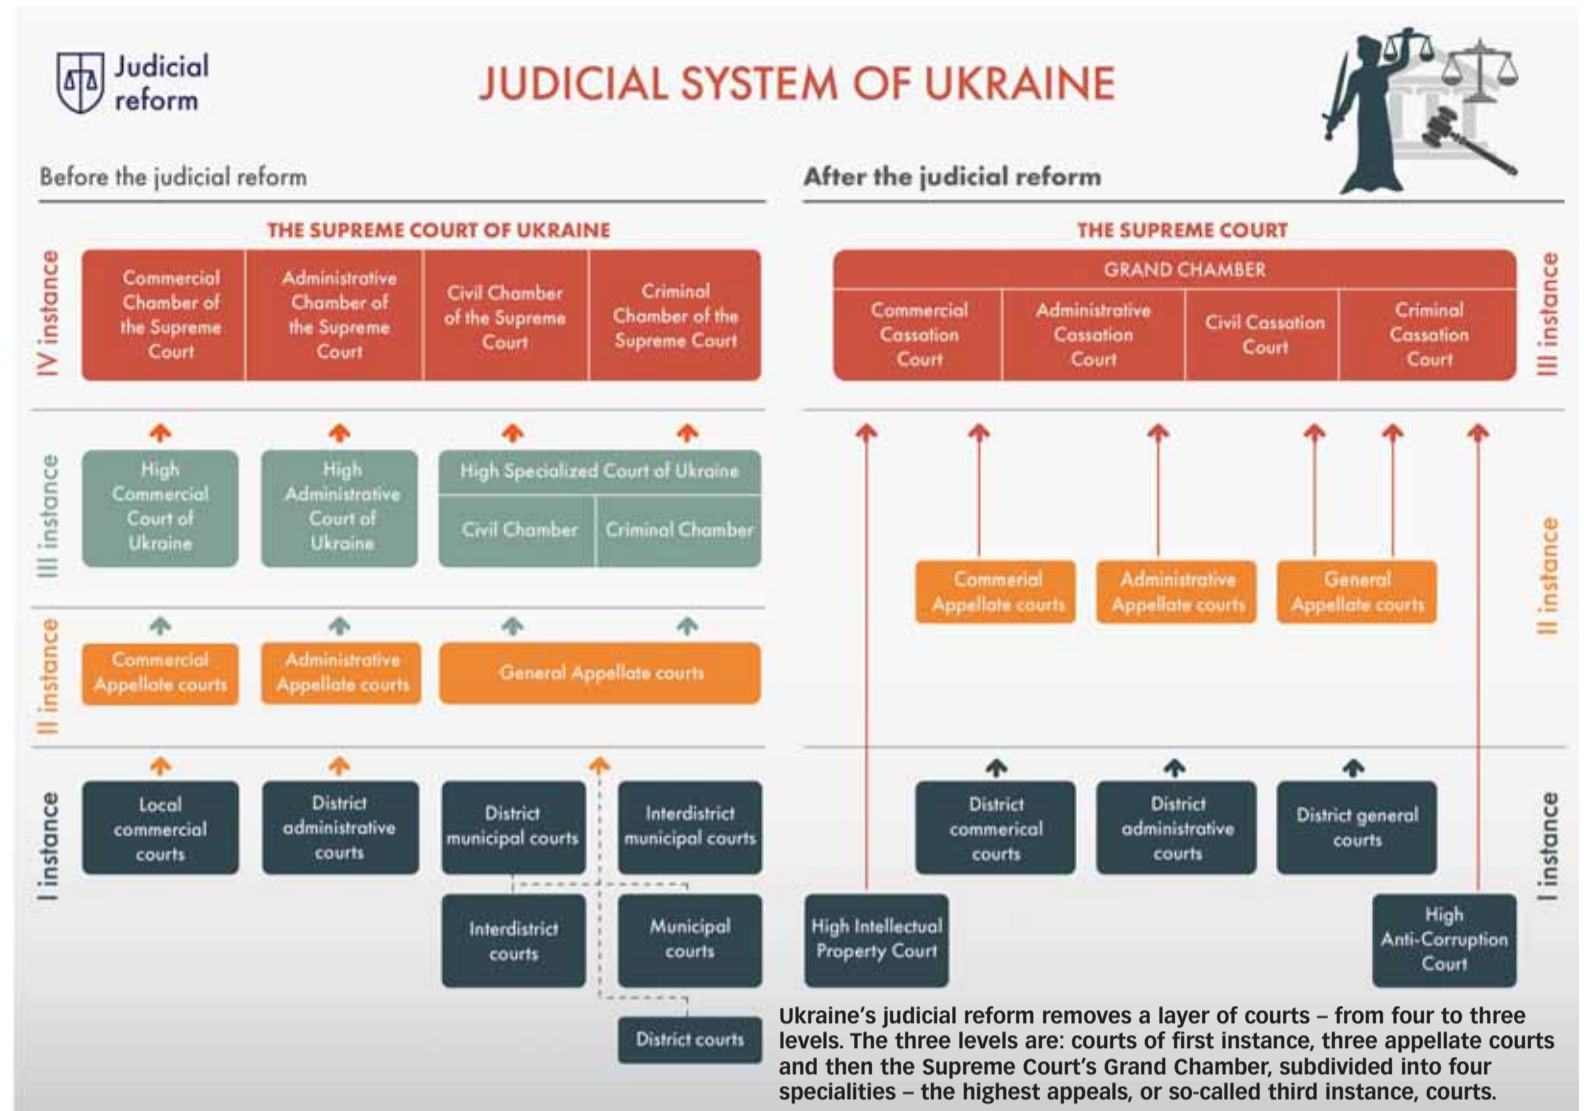 Judicial
reform
JUDICIAL SYSTEM OF UKRAINE
Before the judicial reform
THE SUPREME COURT OF UKRAINE
IV instance
Commercial
Chamber of
the Supreme
Court
Administrative
Chamber of
the Supreme
Court
Civil Chamber
of the Supreme
Court
Criminal
Chamber of the
Supreme Court
III instance
High
Commercial
Court of
Ukraine
High
Administrative
Court of
Ukraine
High Specialized Court of Ukraine
Civil Chamber
Criminal Chamber
II instance
Commercial
Appellate courts
Administrative
Appellate courts
General Appellate courts
I instance
Local
commercial
courts
District
administrative
courts
District
municipal courts
Interdistrict
municipal courts
Interdistrict
courts
Municipal
courts
District courts
After the judicial reform
THE SUPREME COURT
GRAND CHAMBER
Commercial
Cassation
Court
Administrative
Cassation
Court
Civil Cassation
Court
Criminal
Cassation
Court
III instance
Commerial
Appellate courts
Administrative
Appellate courts
General
Appellate courts
II instance
District
commerical
courts
District
administrative
courts
District general
courts
I instance
High Intellectual
Property Court
High
Anti-Corruption
Court
Ukraine's judicial reform removes a layer of courts – from four to three
levels. The three levels are: courts of first instance, three appellate courts
and then the Supreme Court's Grand Chamber, subdivided into four
specialities – the highest appeals, or so-called third instance, courts.